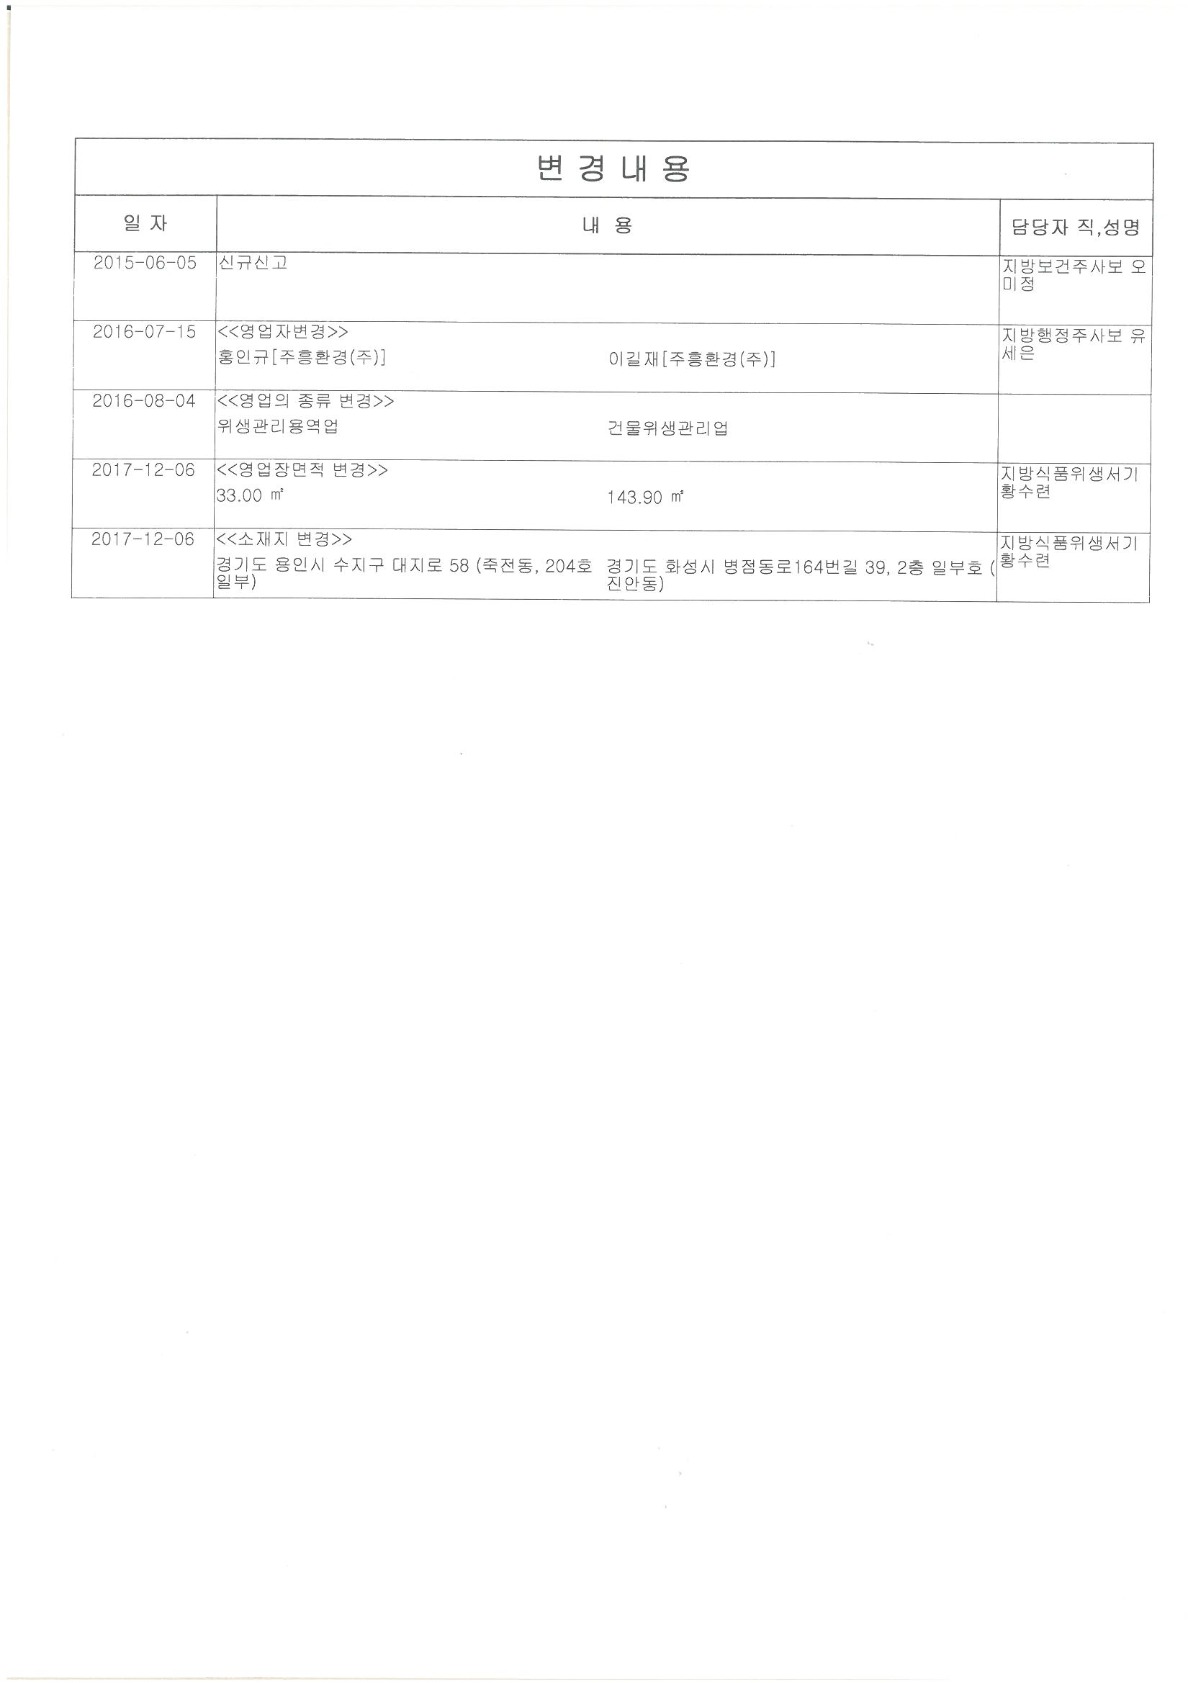 변 경 내 용
일 자
내 용
담당자 직,성명
2015-06-05
신규신고
지방보건주사보 오
미정
2016-07-15
<<영업자변경>>
홍인규[주흥환경(주)]
이길재[주흥환경(주)]
지방행정주사보 유
세은
2016-08-04
<<영업의 종류 변경>>
위생관리용역업
건물위생관리업
2017-12-06
<<영업장면적 변경>>
33.00 ㎡
143.90 ㎡
지방식품위생서기
황수련
2017-12-06
<<소재지 변경>>
경기도 용인시 수지구 대지로 58 (죽전동, 204호
일부)
경기도 화성시 병점동로164번길 39, 2층 일부호 (
진안동)
지방식품위생서기
황수련